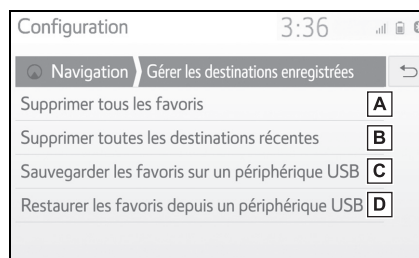 Configuration 3:36
Navigation Gérer les destinations enregistrées
Supprimer tous les favoris A
Supprimer toutes les destinations récentes B
Sauvegarder les favoris sur un périphérique USB C
Restaurer les favoris depuis un périphérique USB D